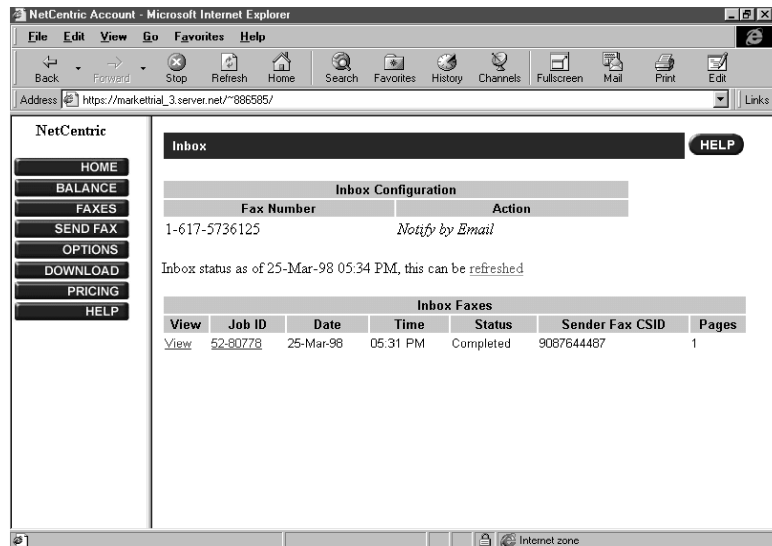 NetCentric Account - Microsoft Internet Explorer
File Edit View Go Favorites Help
Back Forward Stop Refresh Home Search Favorites History Channels Fullscreen Mail Print Edit
Address https://markettrial_3.server.net/~886585/ Links
NetCentric
HOME
BALANCE
FAXES
SEND FAX
OPTIONS
DOWNLOAD
PRICING
HELP
Inbox HELP
Inbox Configuration
Fax Number Action
1-617-5736125 Notify by Email
Inbox status as of 25-Mar-98 05:34 PM, this can be refreshed
Inbox Faxes
View Job ID Date Time Status Sender Fax CSID Pages
View 52-80778 25-Mar-98 05:31 PM Completed 9087644487 1
Internet zone